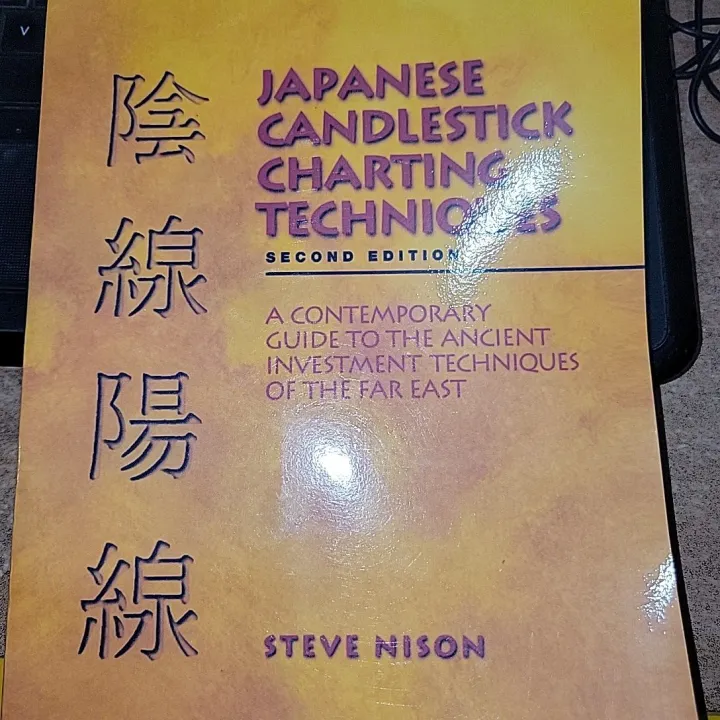 陰
線
陽
線
JAPANESE
CANDLESTICK
CHARTING
TECHNIQUES
SECOND EDITION
A CONTEMPORARY
GUIDE TO THE ANCIENT
INVESTMENT TECHNIQUES
OF THE FAR EAST
STEVE NISON
V